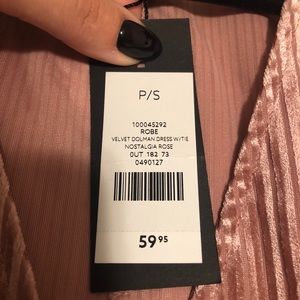 P/S
100045292
ROBE
VELVET DOLMAN DRESS W/TIE
NOSTALGIA ROSE
OUT 182 73
0490127
59.95